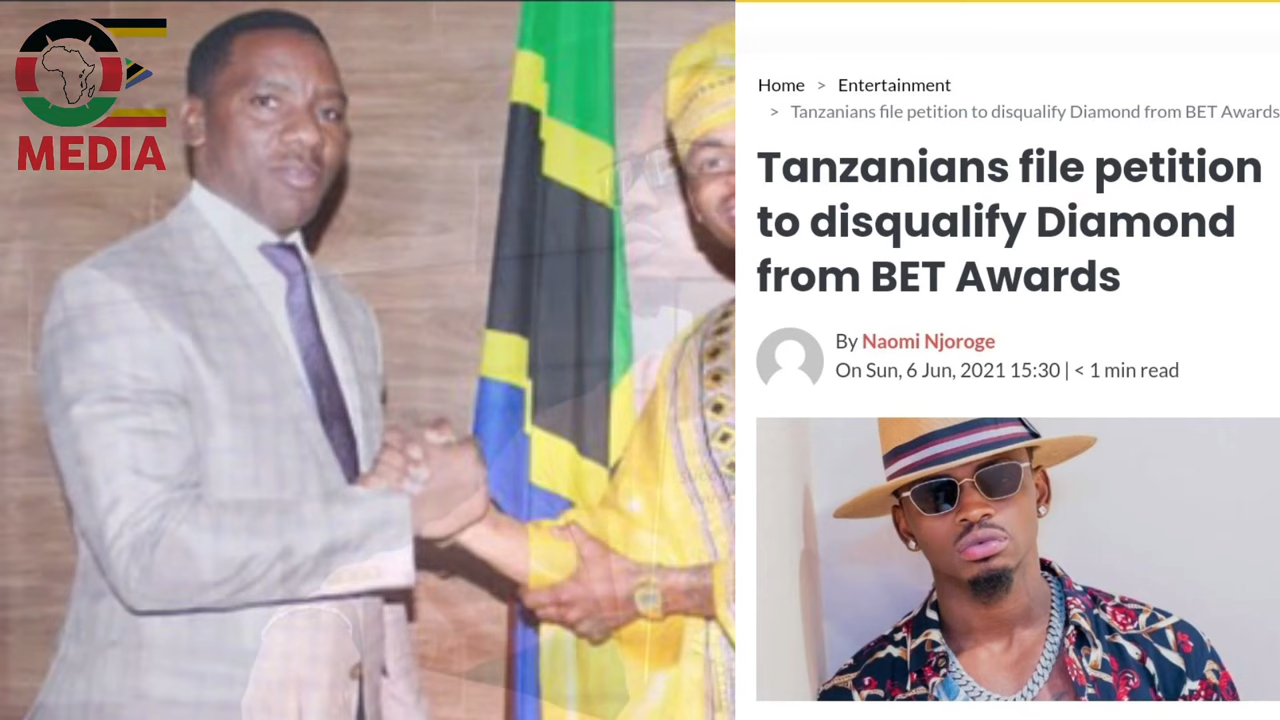 MEDIA
Home > Entertainment
> Tanzanians file petition to disqualify Diamond from BET Awards
Tanzanians file petition
to disqualify Diamond
from BET Awards
By Naomi Njoroge
On Sun, 6 Jun, 2021 15:30 | < 1 min read